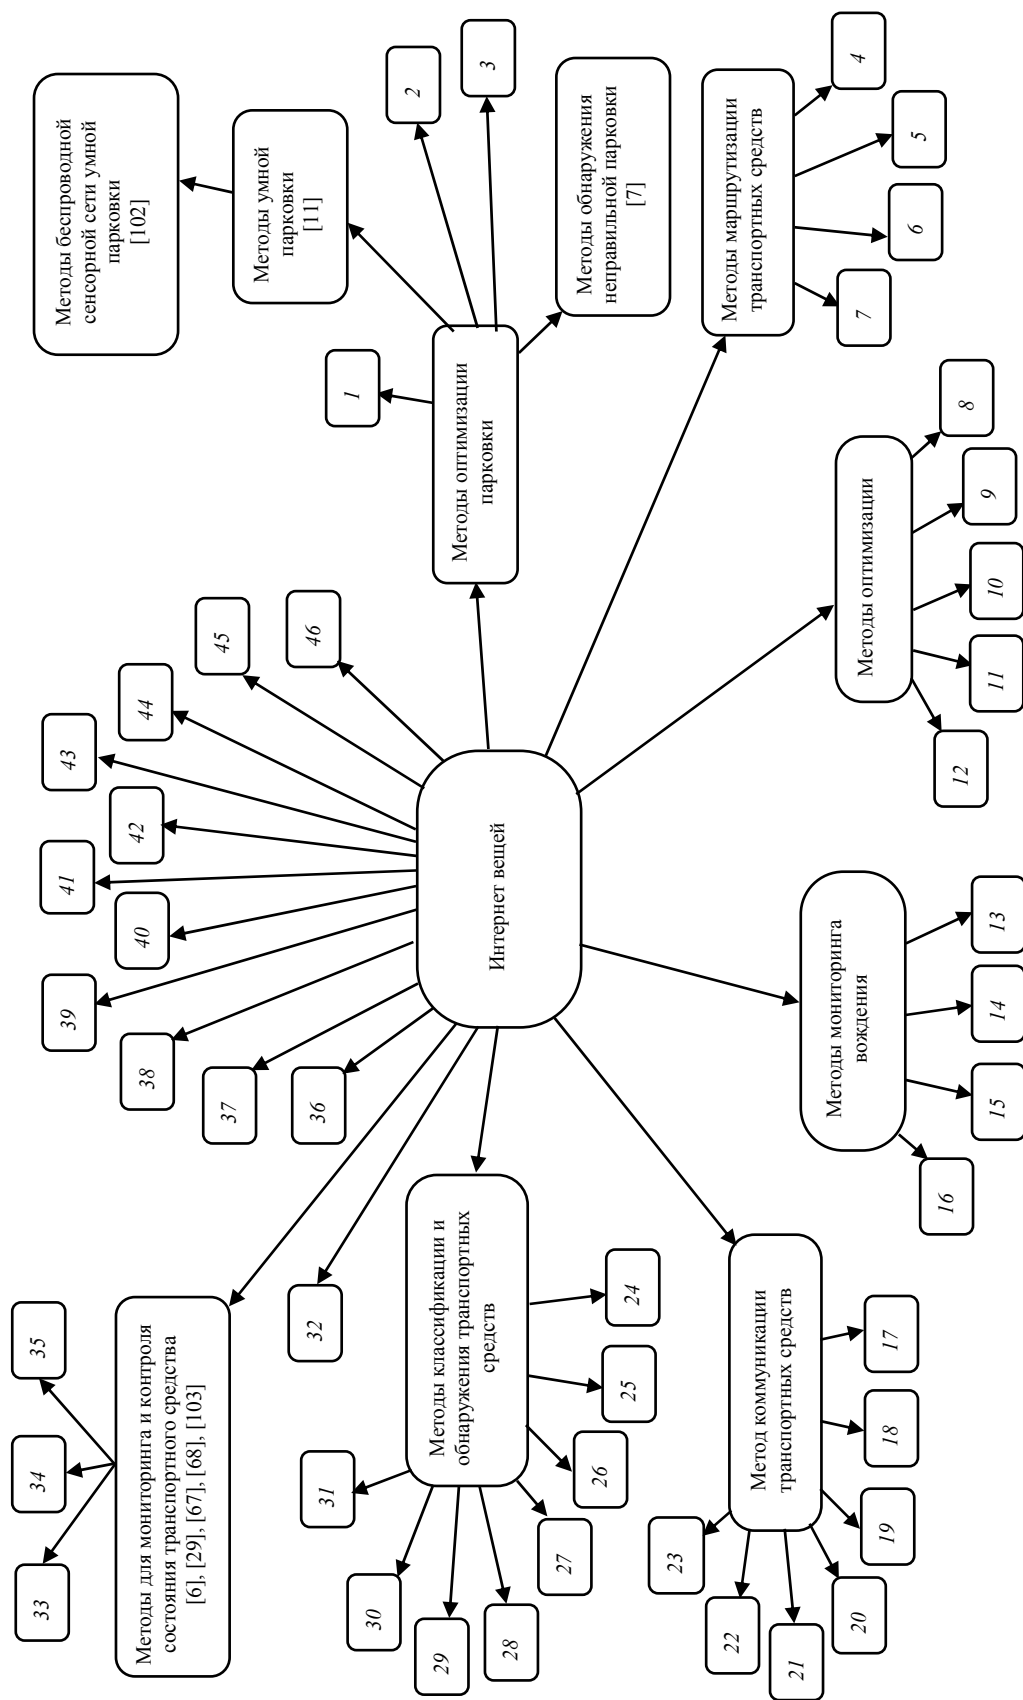 Методы для мониторинга и контроля
состояния транспортного средства
[6], [29], [67], [68], [103]
33
34
35
32
Методы классификации и
обнаружения транспортных
средств
31
30
29
28
27
26
25
24
Метод коммуникации
транспортных средств
23
22
21
20
19
18
17
Методы мониторинга
вождения
16
15
14
13
Интернет вещей
36
37
38
39
40
41
42
43
44
45
46
Методы оптимизации
12
11
10
9
8
Методы маршрутизации
транспортных средств
7
6
5
4
Методы оптимизации
парковки
1
2
3
Методы умной
парковки
[11]
Методы беспроводной
сенсорной сети умной
парковки
[102]
Методы обнаружения
неправильной парковки
[7]